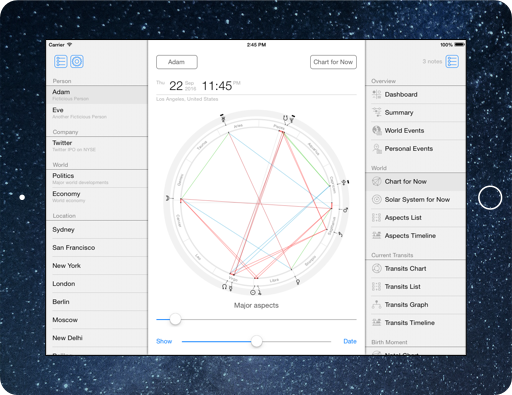 Carrier
2:45 PM
100%
Adam
Chart for Now
3 notes
Person
Adam
Fictitious Person
Eve
Another Fictitious Person
Company
Twitter
Twitter IPO on NYSE
World
Politics
Major world developments
Economy
World economy
Location
Sydney
San Francisco
New York
London
Berlin
Moscow
New Delhi
Thu 22 Sep 2016 11:45 PM
Los Angeles, United States
Major aspects
Show
Date
Overview
Dashboard
Summary
World Events
Personal Events
World
Chart for Now
Solar System for Now
Aspects List
Aspects Timeline
Current Transits
Transits Chart
Transits List
Transits Graph
Transits Timeline
Birth Moment
Natal Chart